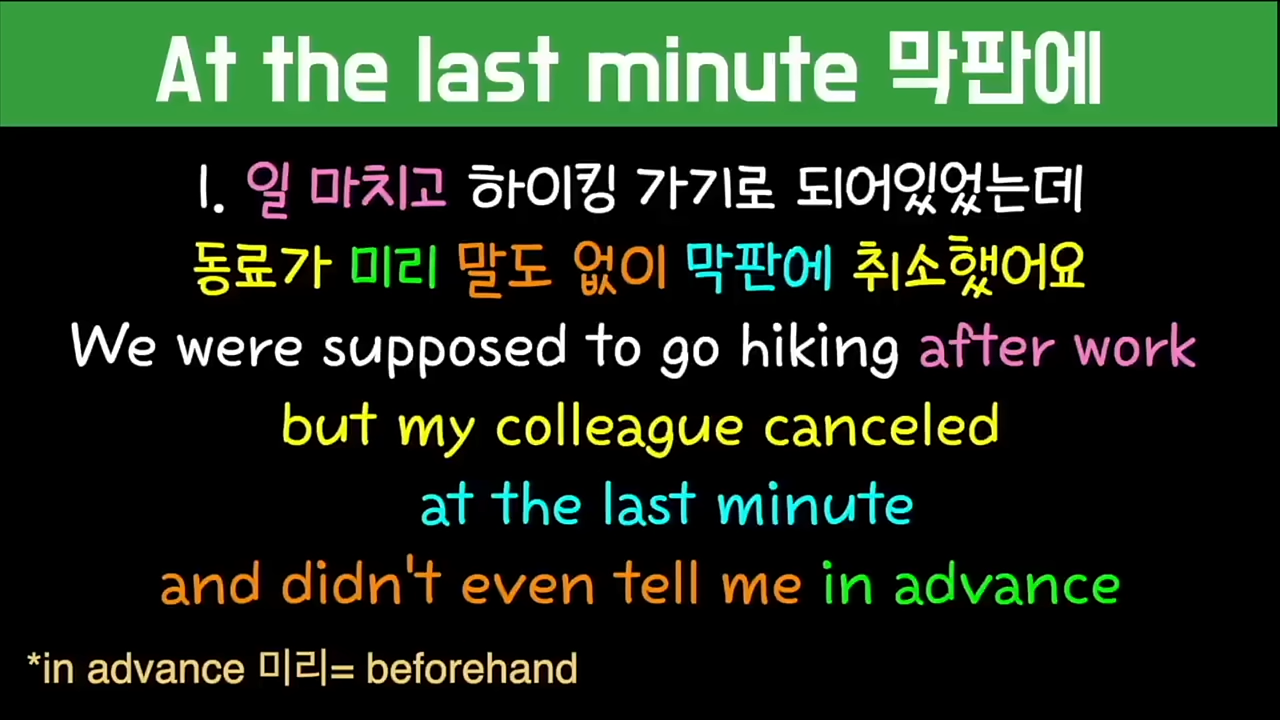 At the last minute 막판에
1. 일 마치고 하이킹 가기로 되어있었는데
동료가 미리 말도 없이 막판에 취소했어요
We were supposed to go hiking after work
but my colleague canceled
at the last minute
and didn't even tell me in advance
*in advance 미리= beforehand